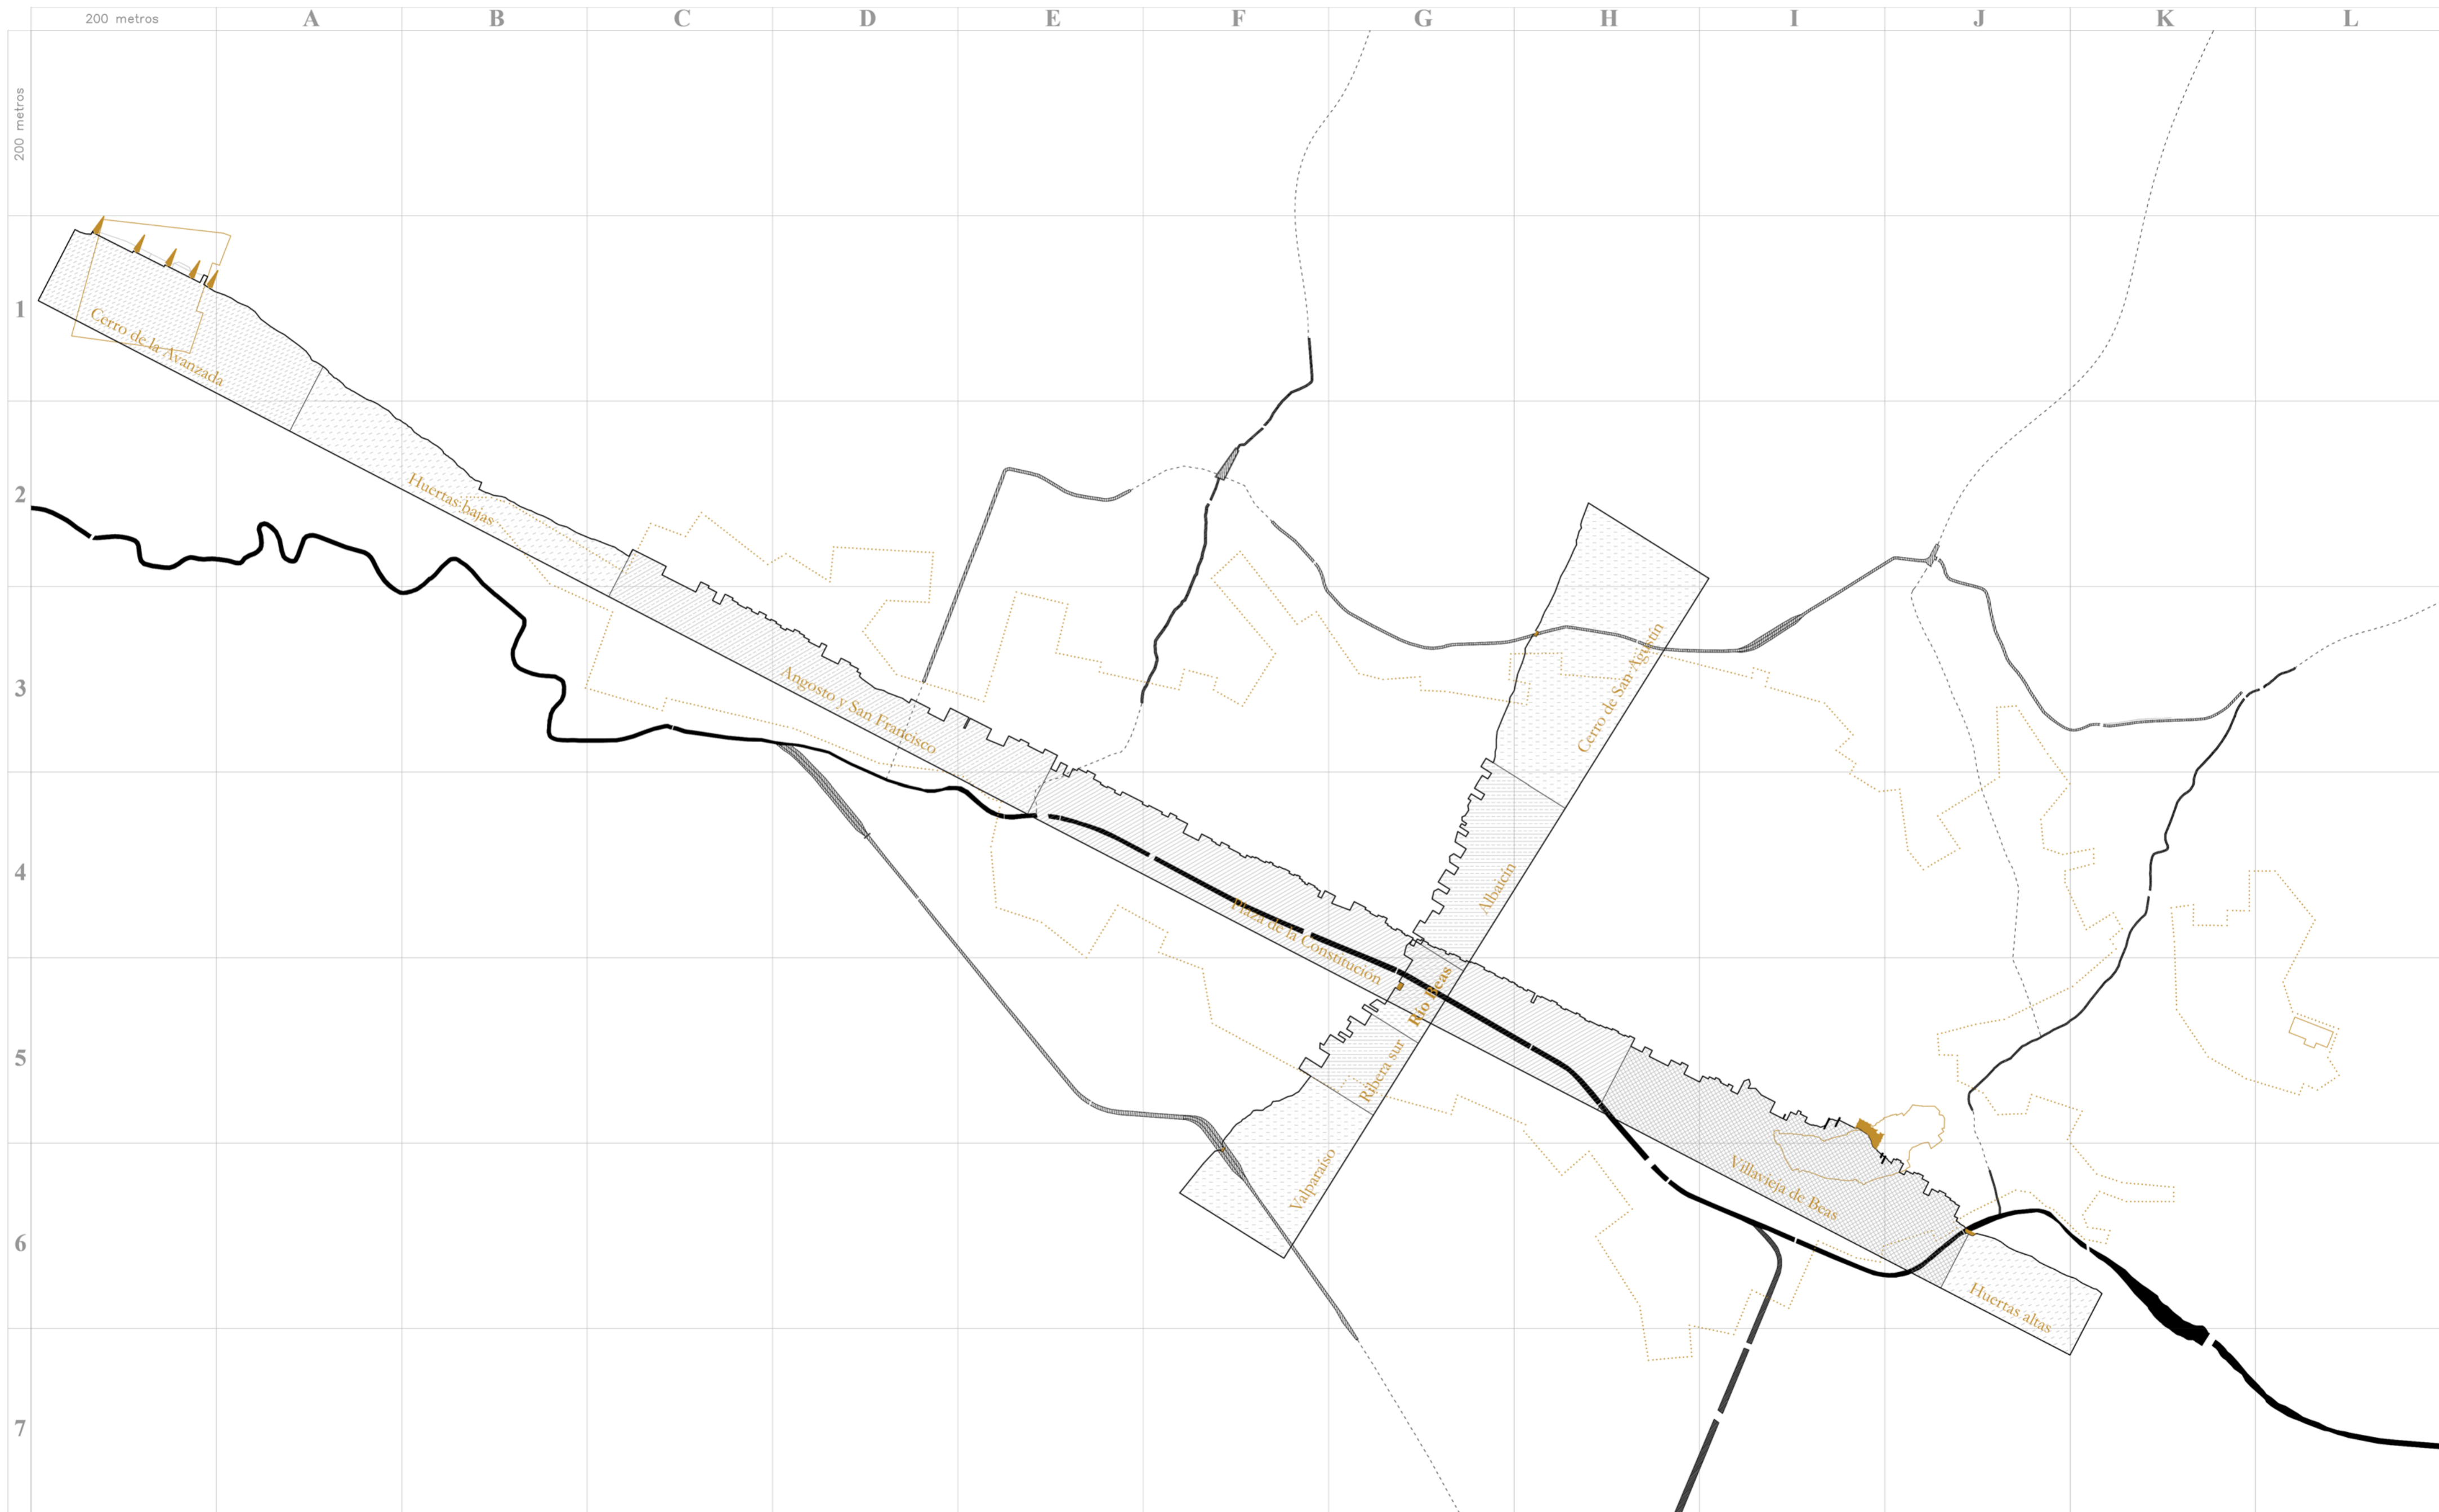 200 metros
A
B
C
D
E
F
G
H
I
J
K
L
200 metros
1
2
3
4
5
6
7
Cerro de la Avanzada
Huertas bajas
Angosto y San Francisco
Plaza de la Constitución
Villavieja de Beas
Huertas altas
Cerro de San Agustín
Albaicín
Río Beas
Ribera sur
Valparaíso